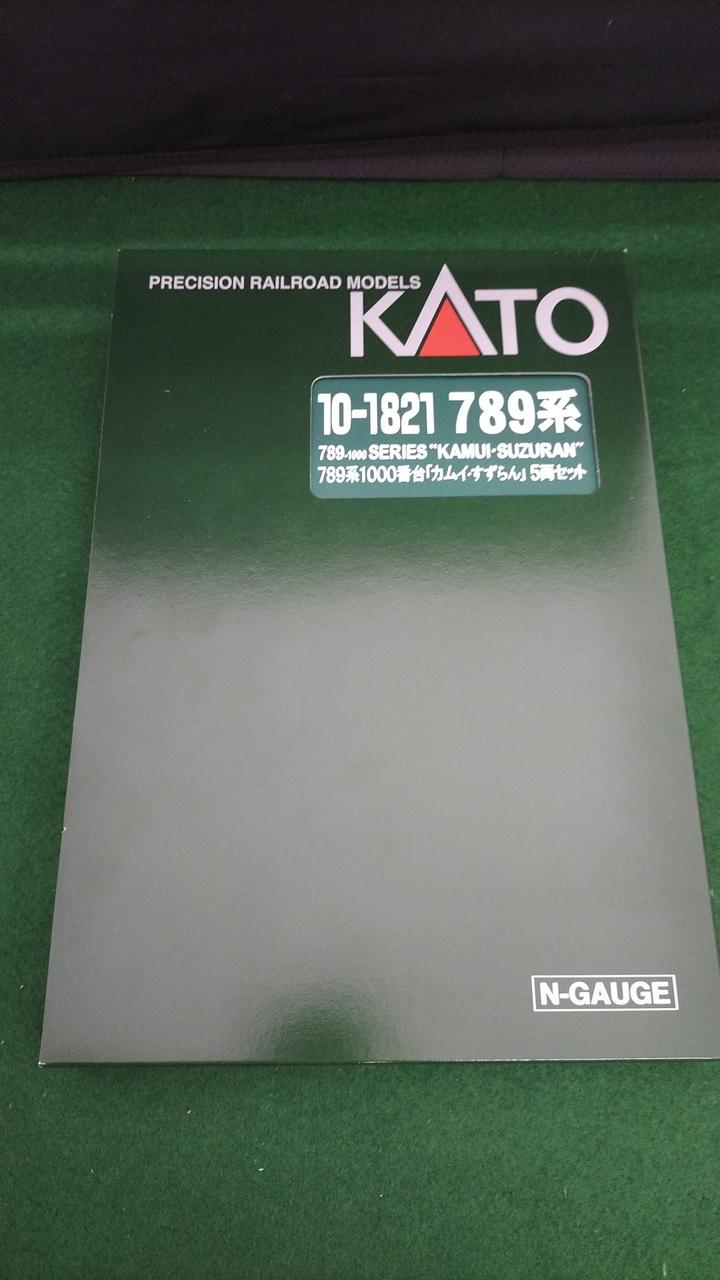 PRECISION RAILROAD MODELS
KATO
10-1821 789系
789-1000 SERIES "KAMUI·SUZURAN"
789系1000番台「カムイ・すずらん」5両セット
N-GAUGE